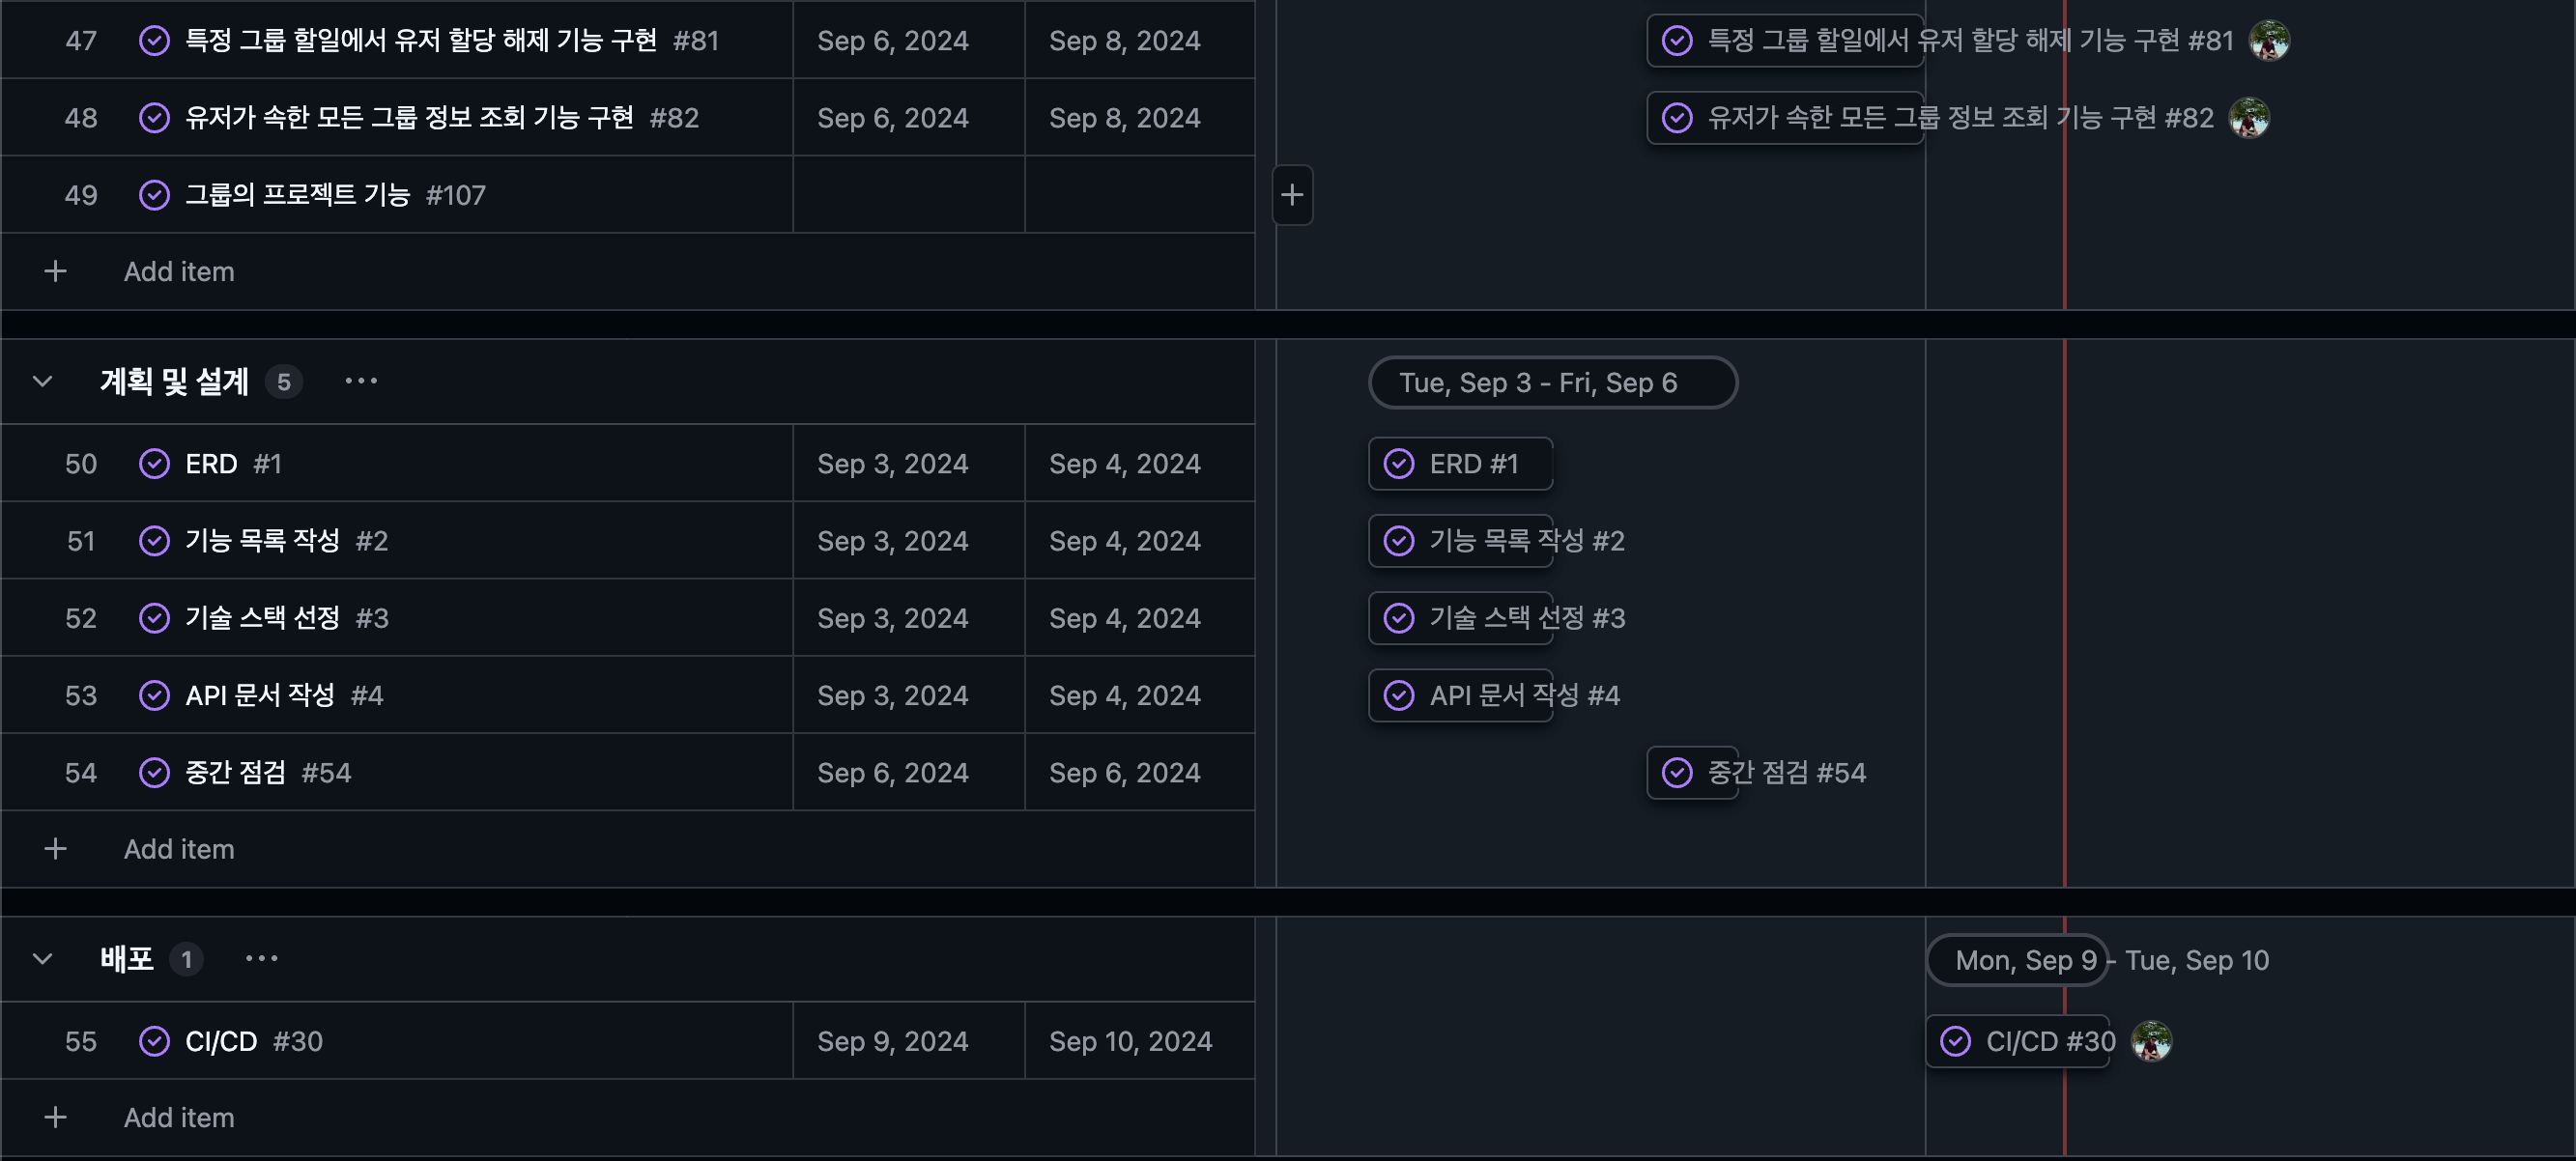 47 특정 그룹 할일에서 유저 할당 해제 기능 구현 #81 Sep 6, 2024 Sep 8, 2024 특정 그룹 할일에서 유저 할당 해제 기능 구현 #81
48 유저가 속한 모든 그룹 정보 조회 기능 구현 #82 Sep 6, 2024 Sep 8, 2024 유저가 속한 모든 그룹 정보 조회 기능 구현 #82
49 그룹의 프로젝트 기능 #107
Add item
계획 및 설계 5 Tue, Sep 3 - Fri, Sep 6
50 ERD #1 Sep 3, 2024 Sep 4, 2024 ERD #1
51 기능 목록 작성 #2 Sep 3, 2024 Sep 4, 2024 기능 목록 작성 #2
52 기술 스택 선정 #3 Sep 3, 2024 Sep 4, 2024 기술 스택 선정 #3
53 API 문서 작성 #4 Sep 3, 2024 Sep 4, 2024 API 문서 작성 #4
54 중간 점검 #54 Sep 6, 2024 Sep 6, 2024 중간 점검 #54
Add item
배포 1 Mon, Sep 9 - Tue, Sep 10
55 CI/CD #30 Sep 9, 2024 Sep 10, 2024 CI/CD #30
Add item